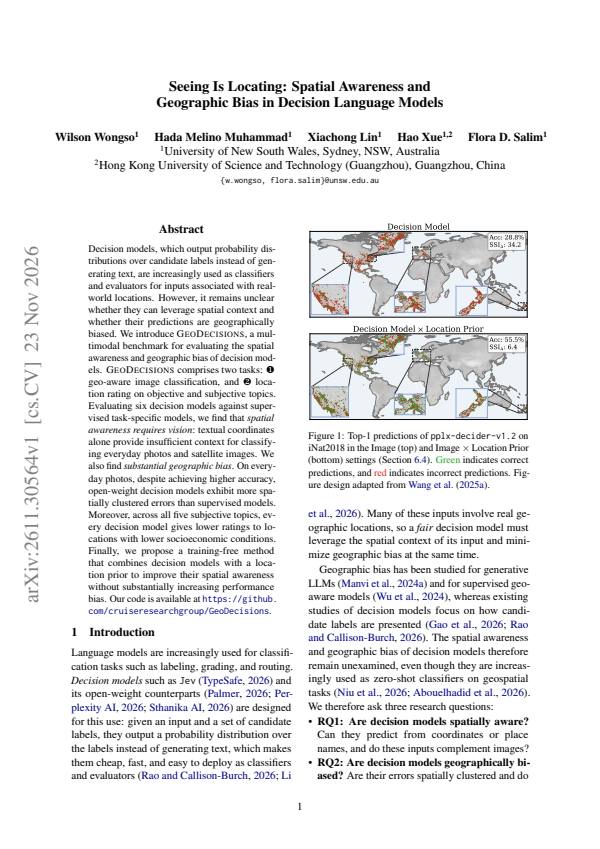 Seeing Is Locating: Spatial Awareness and
Geographic Bias in Decision Language Models
Wilson Wongso1 Hada Melino Muhammad1 Xiachong Lin1 Hao Xue1,2 Flora D. Salim1
1University of New South Wales, Sydney, NSW, Australia
2Hong Kong University of Science and Technology (Guangzhou), Guangzhou, China
{w.wongso, flora.salim}@unsw.edu.au
arXiv:2611.30564v1 [cs.CV] 23 Nov 2026
Abstract
Decision models, which output probability dis-
tributions over candidate labels instead of gen-
erating text, are increasingly used as classifiers
and evaluators for inputs associated with real-
world locations. However, it remains unclear
whether they can leverage spatial context and
whether their predictions are geographically
biased. We introduce GEODECISIONS, a mul-
timodal benchmark for evaluating the spatial
awareness and geographic bias of decision mod-
els. GEODECISIONS comprises two tasks: ❶
geo-aware image classification, and ❷ loca-
tion rating on objective and subjective topics.
Evaluating six decision models against super-
vised task-specific models, we find that spatial
awareness requires vision: textual coordinates
alone provide insufficient context for classify-
ing everyday photos and satellite images. We
also find substantial geographic bias. On every-
day photos, despite achieving higher accuracy,
open-weight decision models exhibit more spa-
tially clustered errors than supervised models.
Moreover, across all five subjective topics, ev-
ery decision model gives lower ratings to lo-
cations with lower socioeconomic conditions.
Finally, we propose a training-free method
that combines decision models with a loca-
tion prior to improve their spatial awareness
without substantially increasing performance
bias. Our code is available at https://github.
com/cruiseresearchgroup/GeoDecisions.
1 Introduction
Language models are increasingly used for classifi-
cation tasks such as labeling, grading, and routing.
Decision models such as Jev (TypeSafe, 2026) and
its open-weight counterparts (Palmer, 2026; Per-
plexity AI, 2026; Sthanika AI, 2026) are designed
for this use: given an input and a set of candidate
labels, they output a probability distribution over
the labels instead of generating text, which makes
them cheap, fast, and easy to deploy as classifiers
and evaluators (Rao and Callison-Burch, 2026; Li
Decision Model
Acc: 28.8%
SSIₐ: 34.2
Decision Model × Location Prior
Acc: 55.5%
SSIₐ: 6.4
Figure 1: Top-1 predictions of pplx-decider-v1.2 on
iNat2018 in the Image (top) and Image × Location Prior
(bottom) settings (Section 6.4). Green indicates correct
predictions, and red indicates incorrect predictions. Fig-
ure design adapted from Wang et al. (2025a).
et al., 2026). Many of these inputs involve real ge-
ographic locations, so a fair decision model must
leverage the spatial context of its input and mini-
mize geographic bias at the same time.
Geographic bias has been studied for generative
LLMs (Manvi et al., 2024a) and for supervised geo-
aware models (Wu et al., 2024), whereas existing
studies of decision models focus on how candi-
date labels are presented (Gao et al., 2026; Rao
and Callison-Burch, 2026). The spatial awareness
and geographic bias of decision models therefore
remain unexamined, even though they are increas-
ingly used as zero-shot classifiers on geospatial
tasks (Niu et al., 2026; Abouelhadid et al., 2026).
We therefore ask three research questions:
• RQ1: Are decision models spatially aware?
Can they predict from coordinates or place
names, and do these inputs complement images?
• RQ2: Are decision models geographically bi-
ased? Are their errors spatially clustered and do
1